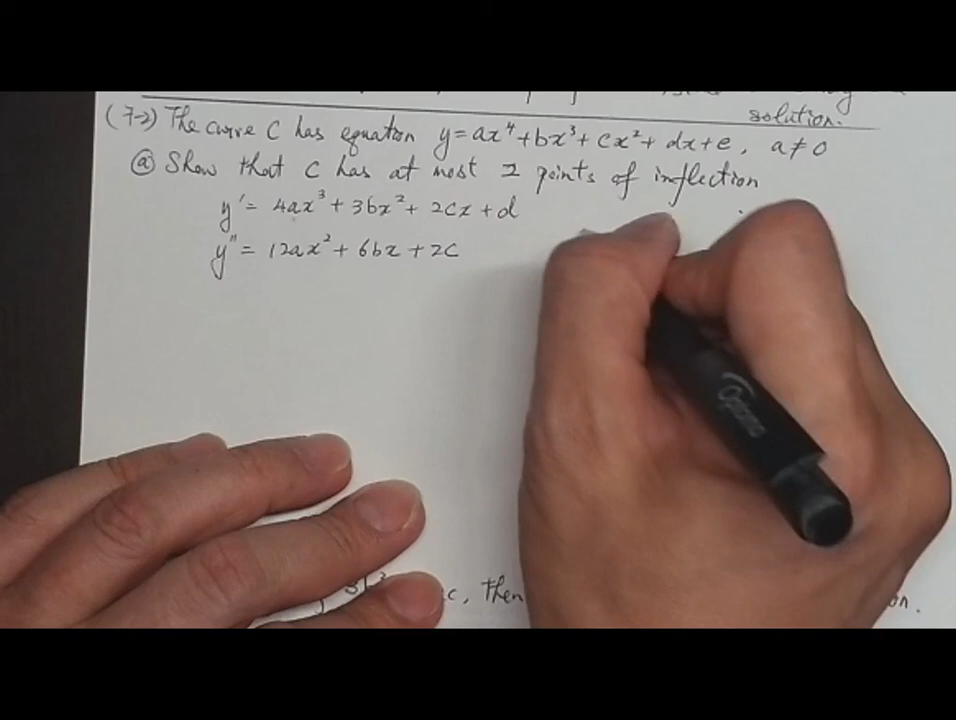 solution.
(7-2) The curve C has equation y=ax⁴+bx³+cx²+dx+e, a≠0
ⓐ Show that C has at most 2 points of inflection
y'= 4ax³+3bx²+2cx+d
y"= 12ax²+6bx+2c
c, then